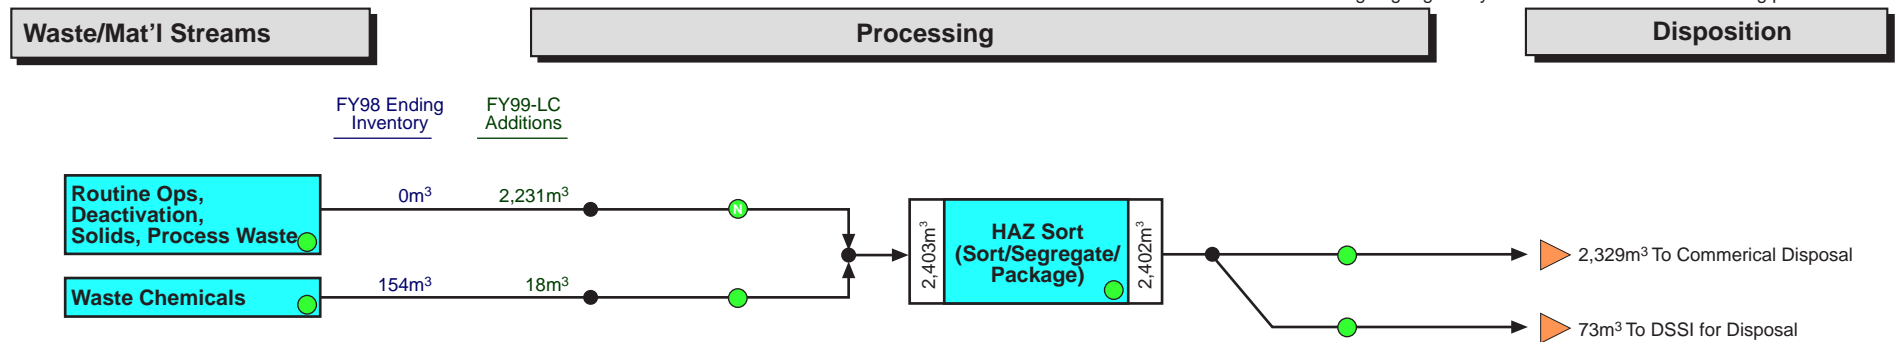 Waste/Mat'l Streams
Processing
Disposition
FY98 Ending
Inventory
FY99-LC
Additions
Routine Ops,
Deactivation,
Solids, Process Waste
0m³
2,231m³
N
Waste Chemicals
154m³
18m³
2,403m³
HAZ Sort
(Sort/Segregate/
Package)
2,402m³
2,329m³ To Commerical Disposal
73m³ To DSSI for Disposal